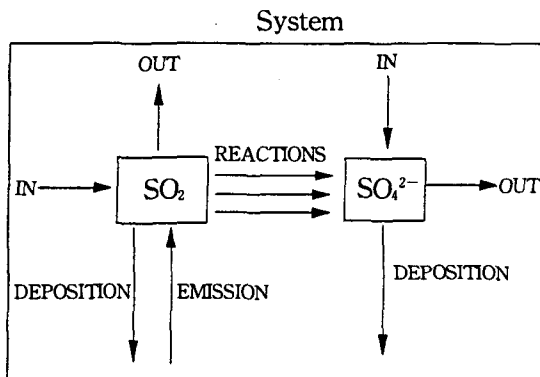 System
OUT
IN
REACTIONS
IN
SO₂
SO₄²⁻
OUT
DEPOSITION
EMISSION
DEPOSITION